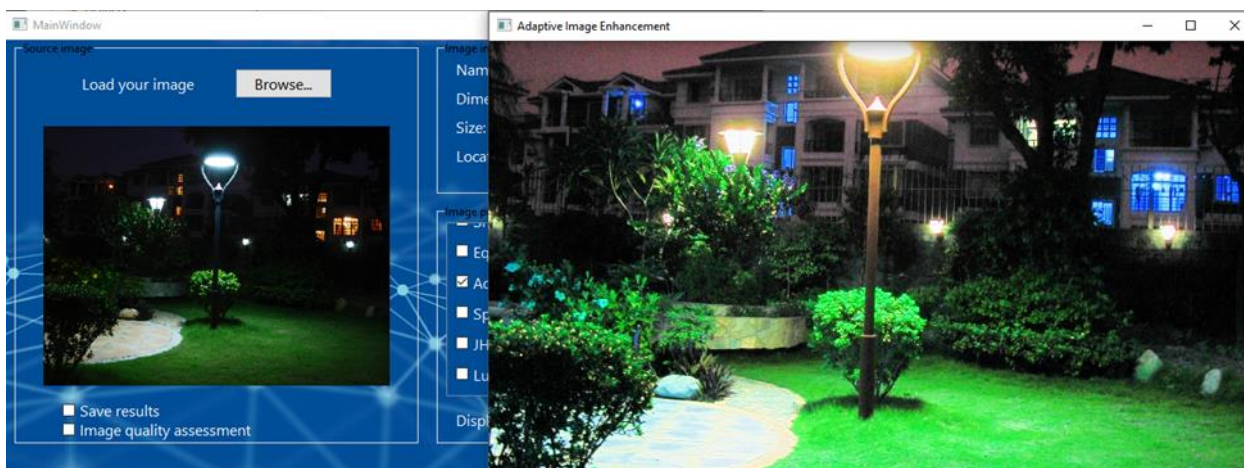 MainWindow
Adaptive Image Enhancement
Source image
Load your image
Browse...
Save results
Image quality assessment
Image in
Nam
Dime
Size:
Loca
Image p
Eq
Ad
Sp
JH
Lu
Displ